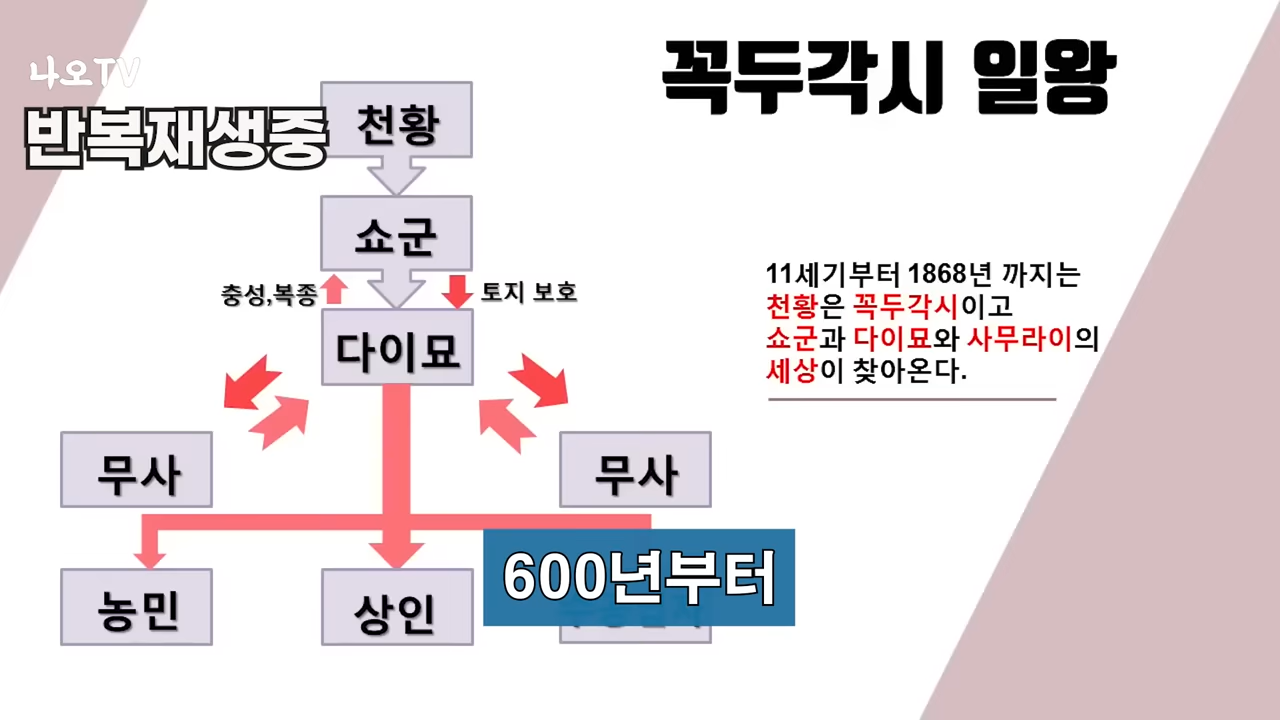 나오TV
반복재생중
꼭두각시 일왕
천황
쇼군
충성,복종
토지 보호
다이묘
무사
무사
농민
상인
600년부터
11세기부터 1868년 까지는
천황은 꼭두각시이고
쇼군과 다이묘와 사무라이의
세상이 찾아온다.